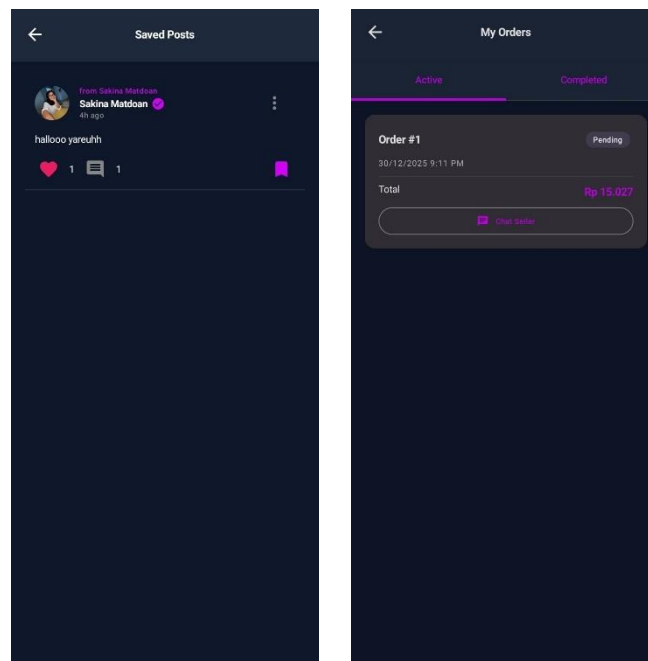 Saved Posts
from Sakina Matdoan
Sakina Matdoan
4h ago
hallooo yareuhh
1 1
My Orders
Active Completed
Order #1 Pending
30/12/2025 9:11 PM
Total Rp 15.027
Chat Seller